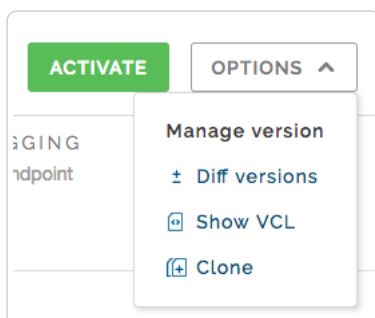 ACTIVATE
OPTIONS
Manage version
GGING
ndpoint
Diff versions
Show VCL
Clone